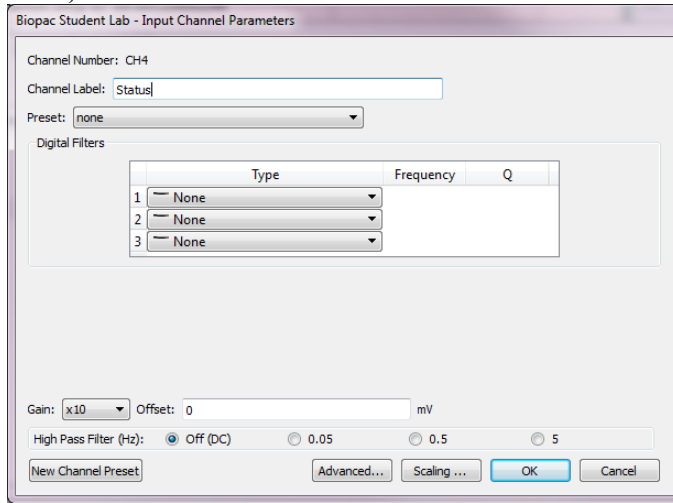 Biopac Student Lab - Input Channel Parameters
Channel Number: CH4
Channel Label: Status
Preset: none
Digital Filters
Type Frequency Q
1 None
2 None
3 None
Gain: x10 Offset: 0 mV
High Pass Filter (Hz): Off (DC) 0.05 0.5 5
New Channel Preset Advanced... Scaling ... OK Cancel